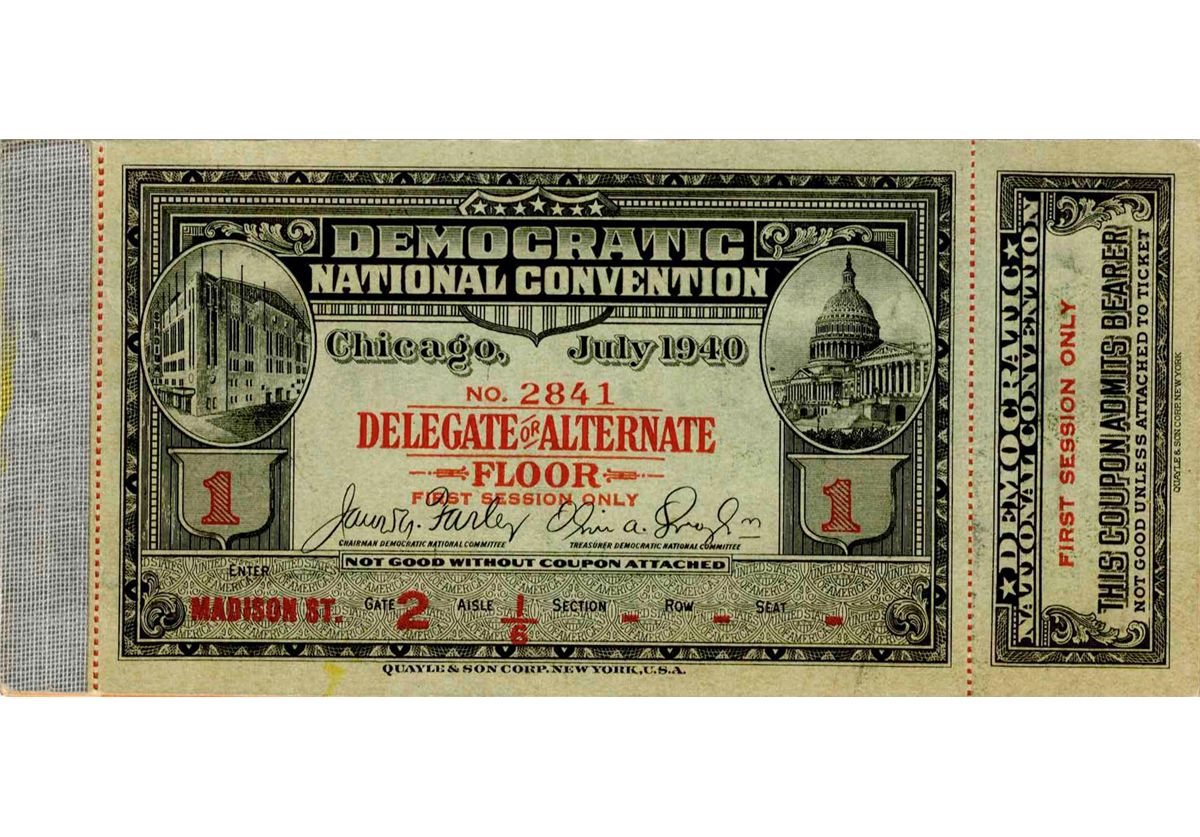 DEMOCRATIC
NATIONAL CONVENTION
Chicago, July 1940
NO. 2841
DELEGATE OR ALTERNATE
FLOOR
FIRST SESSION ONLY
1 1
James A. Farley
CHAIRMAN DEMOCRATIC NATIONAL COMMITTEE TREASURER DEMOCRATIC NATIONAL COMMITTEE
NOT GOOD WITHOUT COUPON ATTACHED
ENTER
MADISON ST. GATE 2 AISLE 1/6 SECTION - ROW - SEAT -
QUAYLE & SON CORP. NEW YORK, U.S.A.
DEMOCRATIC
NATIONAL CONVENTION
FIRST SESSION ONLY
THIS COUPON ADMITS BEARER
NOT GOOD UNLESS ATTACHED TO TICKET
QUAYLE & SON CORP. NEW YORK